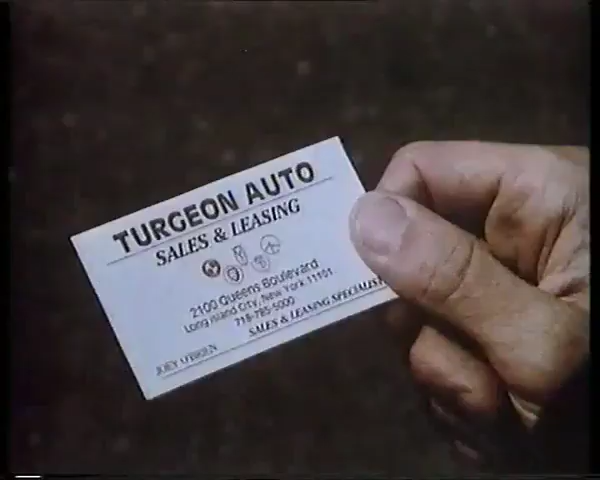 TURGEON AUTO
SALES & LEASING
2100 Queens Boulevard
Long Island City, New York 11101
718-785-5000
JOEY O'BRIEN
SALES & LEASING SPECIALIST